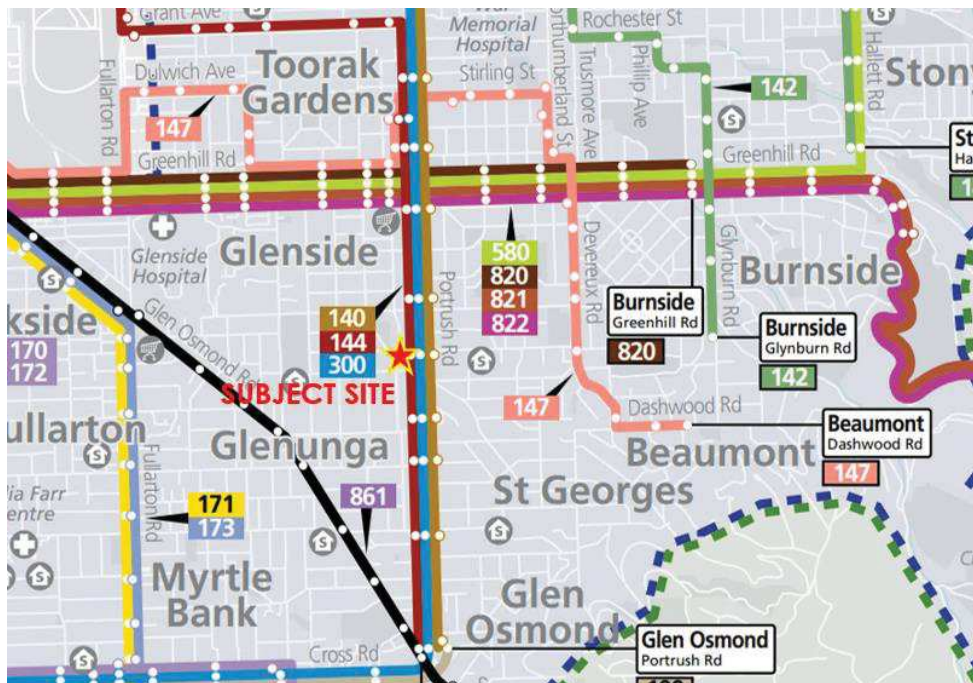 Grant Ave
War
Memorial
Hospital
Rochester St
Fullarton Rd
Dulwich Ave
Toorak
Gardens
Stirling St
Northumberland St
Trusmore Ave
Phillip Ave
142
Hallett Rd
147
Greenhill Rd
Greenhill Rd
Glenside
Hospital
Glenside
580
820
821
822
Devereux Rd
Glynburn Rd
Burnside
Burnside
Greenhill Rd
820
Burnside
Glynburn Rd
142
170
172
Glen Osmond Rd
140
144
300
Portrush Rd
SUBJECT SITE
147
Dashwood Rd
Beaumont
Beaumont
Dashwood Rd
147
Glenunga
St Georges
Fullarton Rd
171
173
861
Myrtle
Bank
Glen
Osmond
Cross Rd
Glen Osmond
Portrush Rd